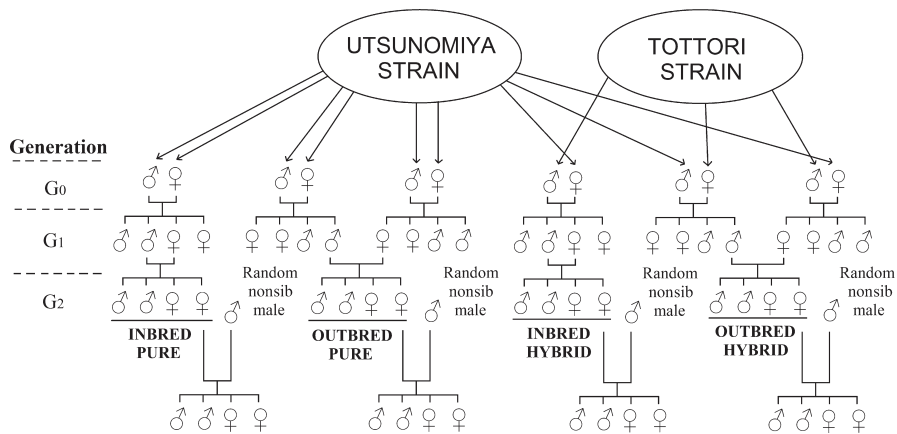 UTSUNOMIYA
STRAIN
TOTTORI
STRAIN
Generation
G0
G1
G2
Random
nonsib
male
Random
nonsib
male
Random
nonsib
male
Random
nonsib
male
INBRED
PURE
OUTBRED
PURE
INBRED
HYBRID
OUTBRED
HYBRID